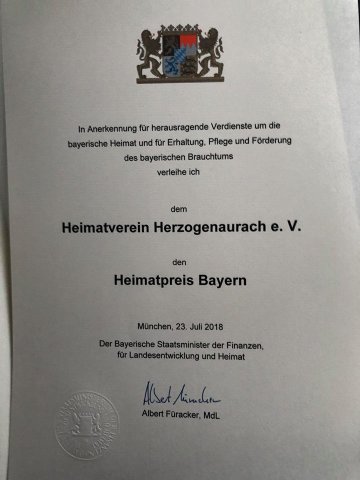 In Anerkennung für herausragende Verdienste um die
bayerische Heimat und für Erhaltung, Pflege und Förderung
des bayerischen Brauchtums
verleihe ich
dem
Heimatverein Herzogenaurach e. V.
den
Heimatpreis Bayern
München, 23. Juli 2018
Der Bayerische Staatsminister der Finanzen,
für Landesentwicklung und Heimat
Albert Füracker
Albert Füracker, MdL